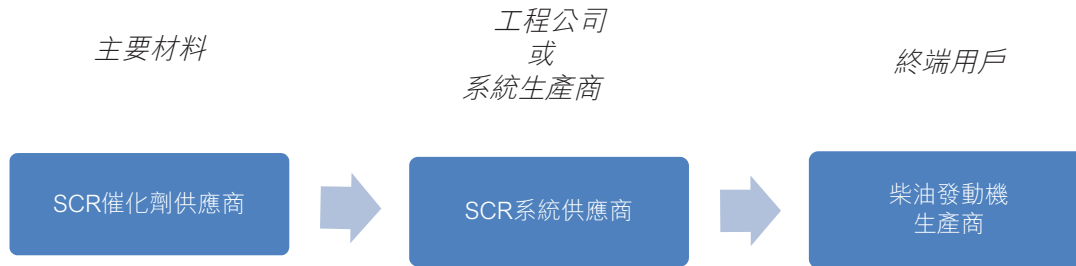 主要材料
工程公司
或
系統生產商
終端用戶
SCR催化劑供應商
SCR系統供應商
柴油發動機
生產商